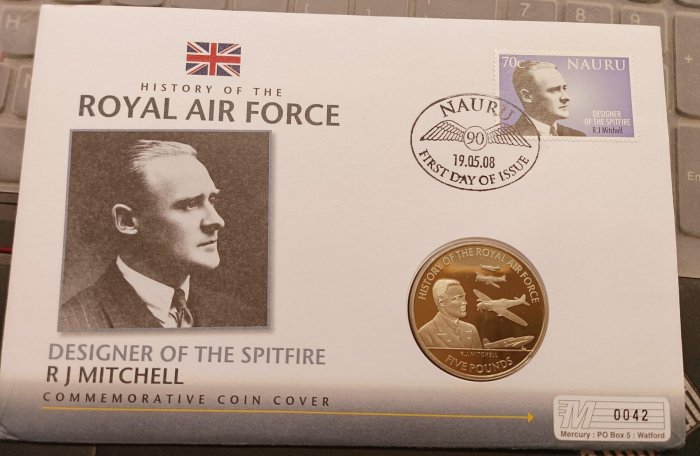 HISTORY OF THE
ROYAL AIR FORCE
DESIGNER OF THE SPITFIRE
R J MITCHELL
COMMEMORATIVE COIN COVER
70c NAURU
DESIGNER
OF THE SPITFIRE
R J Mitchell
NAURU
90
19.05.08
FIRST DAY OF ISSUE
HISTORY OF THE ROYAL AIR FORCE
R.J. MITCHELL
FIVE POUNDS
M 0042
Mercury : PO Box 5 : Watford